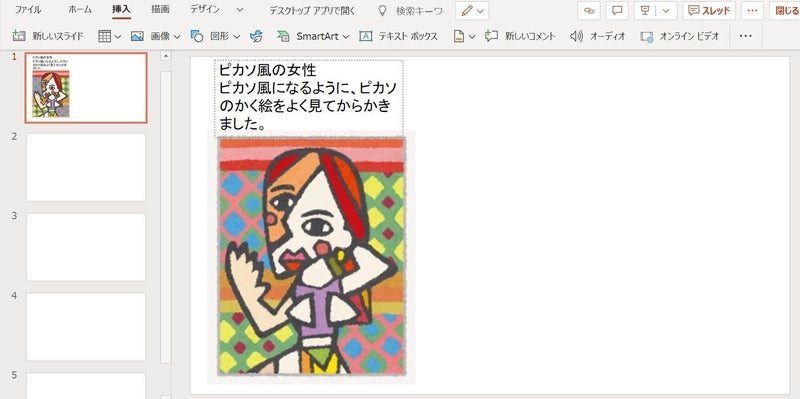 ファイル ホーム 挿入 描画 デザイン デスクトップ アプリで開く 検索キーワ スレッド 閉じる
新しいスライド 画像 図形 SmartArt テキスト ボックス 新しいコメント オーディオ オンライン ビデオ
1
2
3
4
5
ピカソ風の女性
ピカソ風になるように、ピカソ
のかく絵をよく見てからかき
ました。